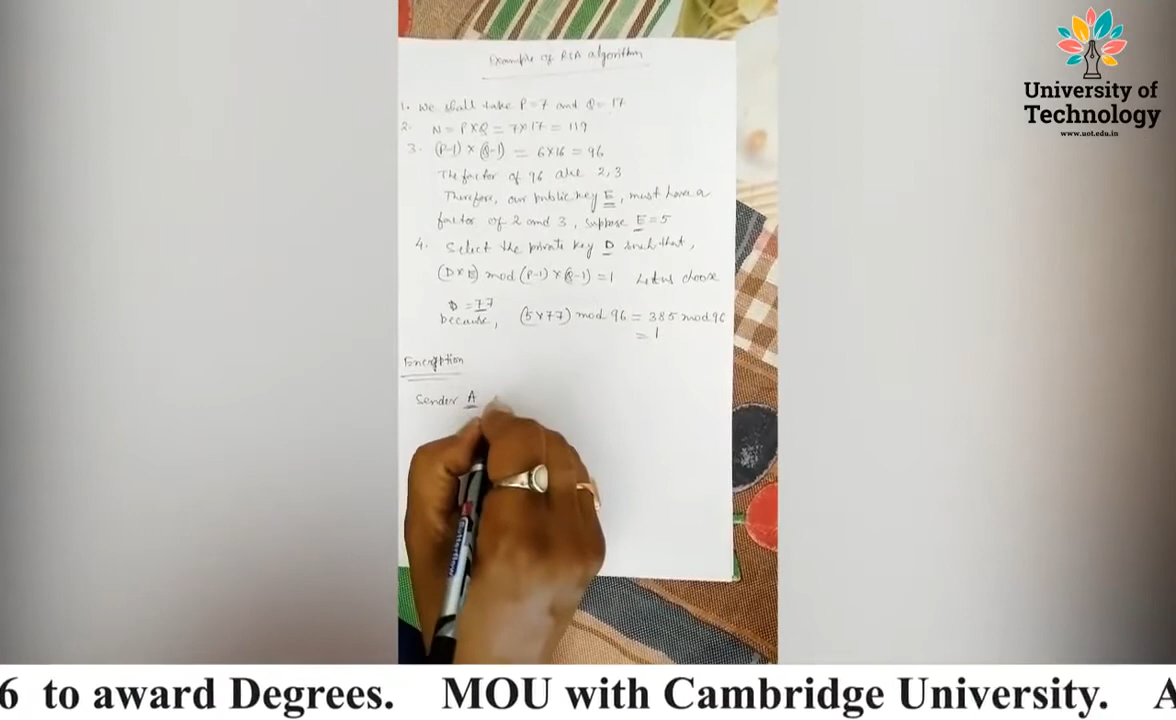 Example of RSA algorithm
1. We shall take P=7 and Q=17
2. N = P×Q = 7×17 = 119
3. (P-1) × (Q-1) = 6×16 = 96
The factor of 96 are 2,3
Therefore, our public key E, must have a
factor of 2 and 3, suppose E=5
4. Select the private key D such that,
(D×E) mod (P-1)×(Q-1) = 1 Let us choose
D = 77
because, (5×77) mod 96 = 385 mod 96
= 1
Encryption
Sender A
University of
Technology
www.uot.edu.in
6 to award Degrees. MOU with Cambridge University. A